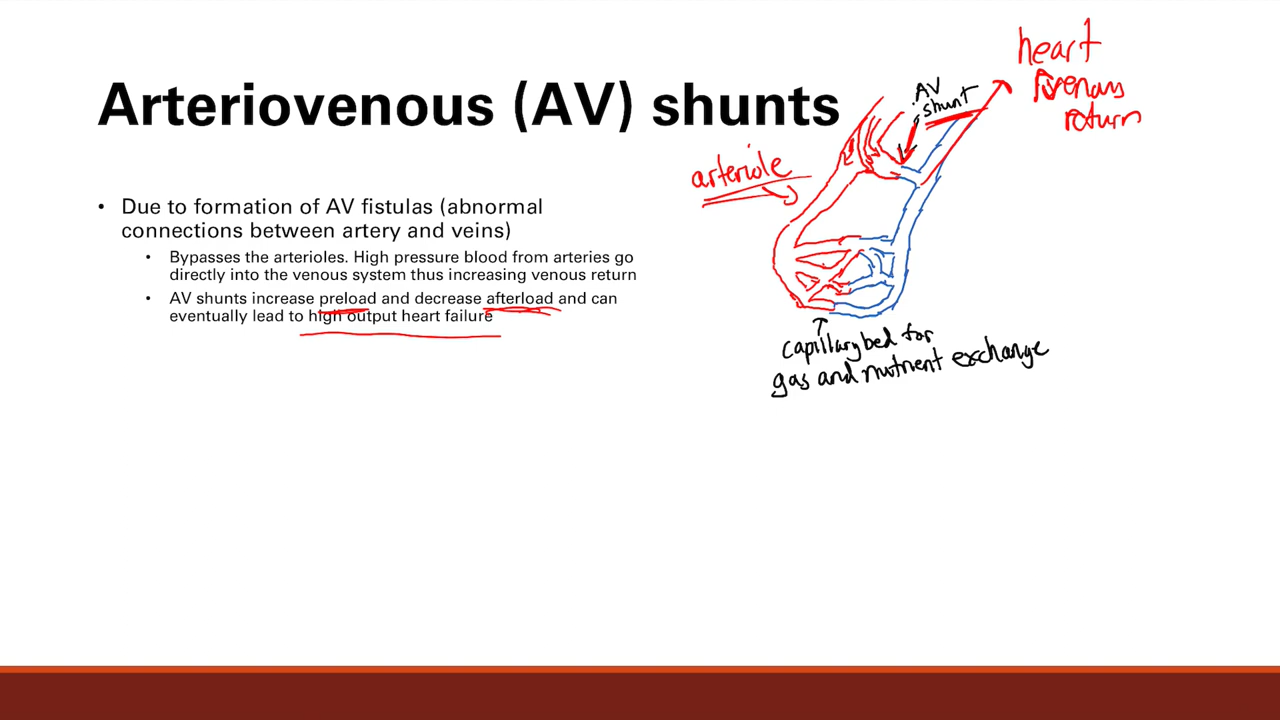 Arteriovenous (AV) shunts
• Due to formation of AV fistulas (abnormal
connections between artery and veins)
• Bypasses the arterioles. High pressure blood from arteries go
directly into the venous system thus increasing venous return
• AV shunts increase preload and decrease afterload and can
eventually lead to high output heart failure
heart
venous
return
AV
shunt
arteriole
capillary bed for
gas and nutrient exchange